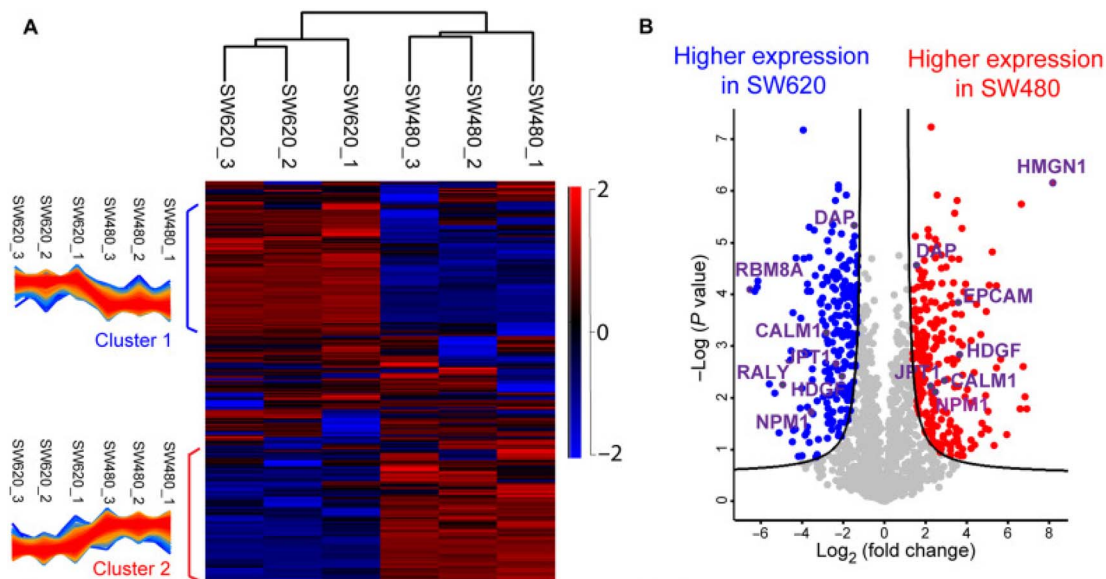 A
SW620_3
SW620_2
SW620_1
SW480_3
SW480_2
SW480_1
SW620_3
SW620_2
SW620_1
SW480_3
SW480_2
SW480_1
Cluster 1
SW620_3
SW620_2
SW620_1
SW480_3
SW480_2
SW480_1
Cluster 2
2
0
−2
B
Higher expression
in SW620
Higher expression
in SW480
HMGN1
DAP
DAP
RBM8A
EPCAM
CALM1
HDGF
JPT1
JPT1
CALM1
RALY
HDGF
NPM1
NPM1
−Log (P value)
7
6
5
4
3
2
1
0
-6
-4
-2
0
2
4
6
8
Log2 (fold change)